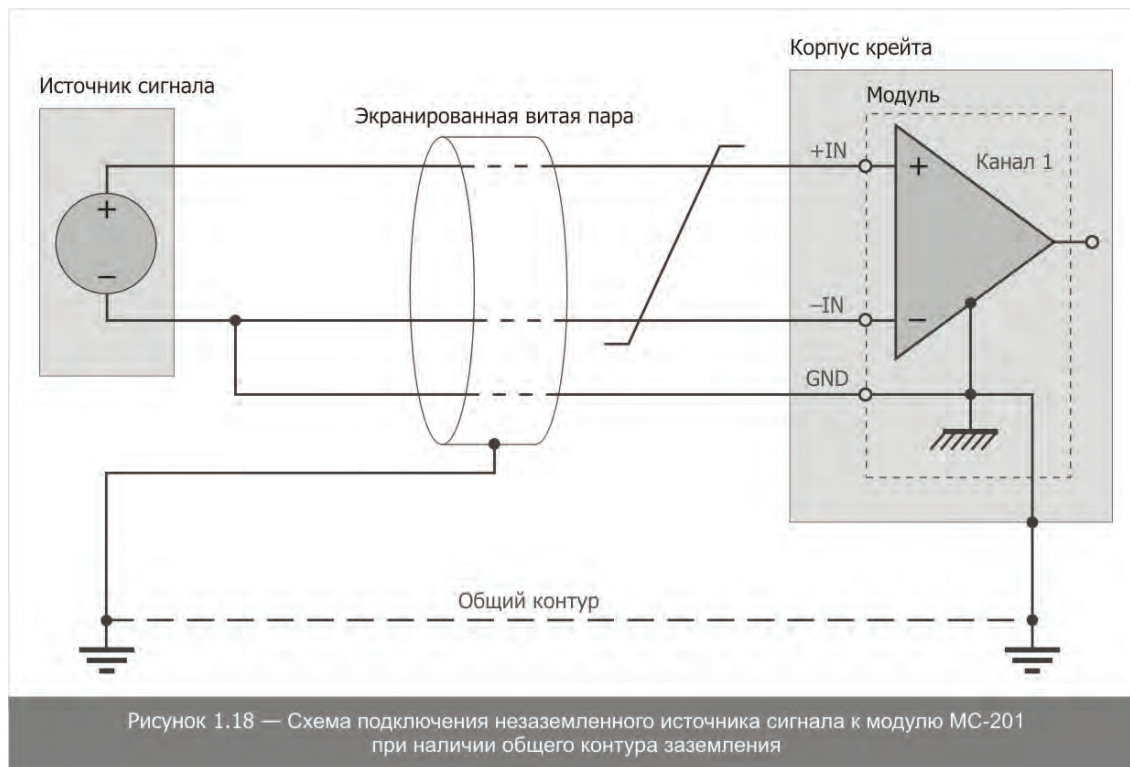 Корпус крейта
Источник сигнала
Модуль
Экранированная витая пара
+IN
Канал 1
+
+
−
−IN
−
GND
Общий контур
Рисунок 1.18 — Схема подключения незаземленного источника сигнала к модулю МС-201
при наличии общего контура заземления